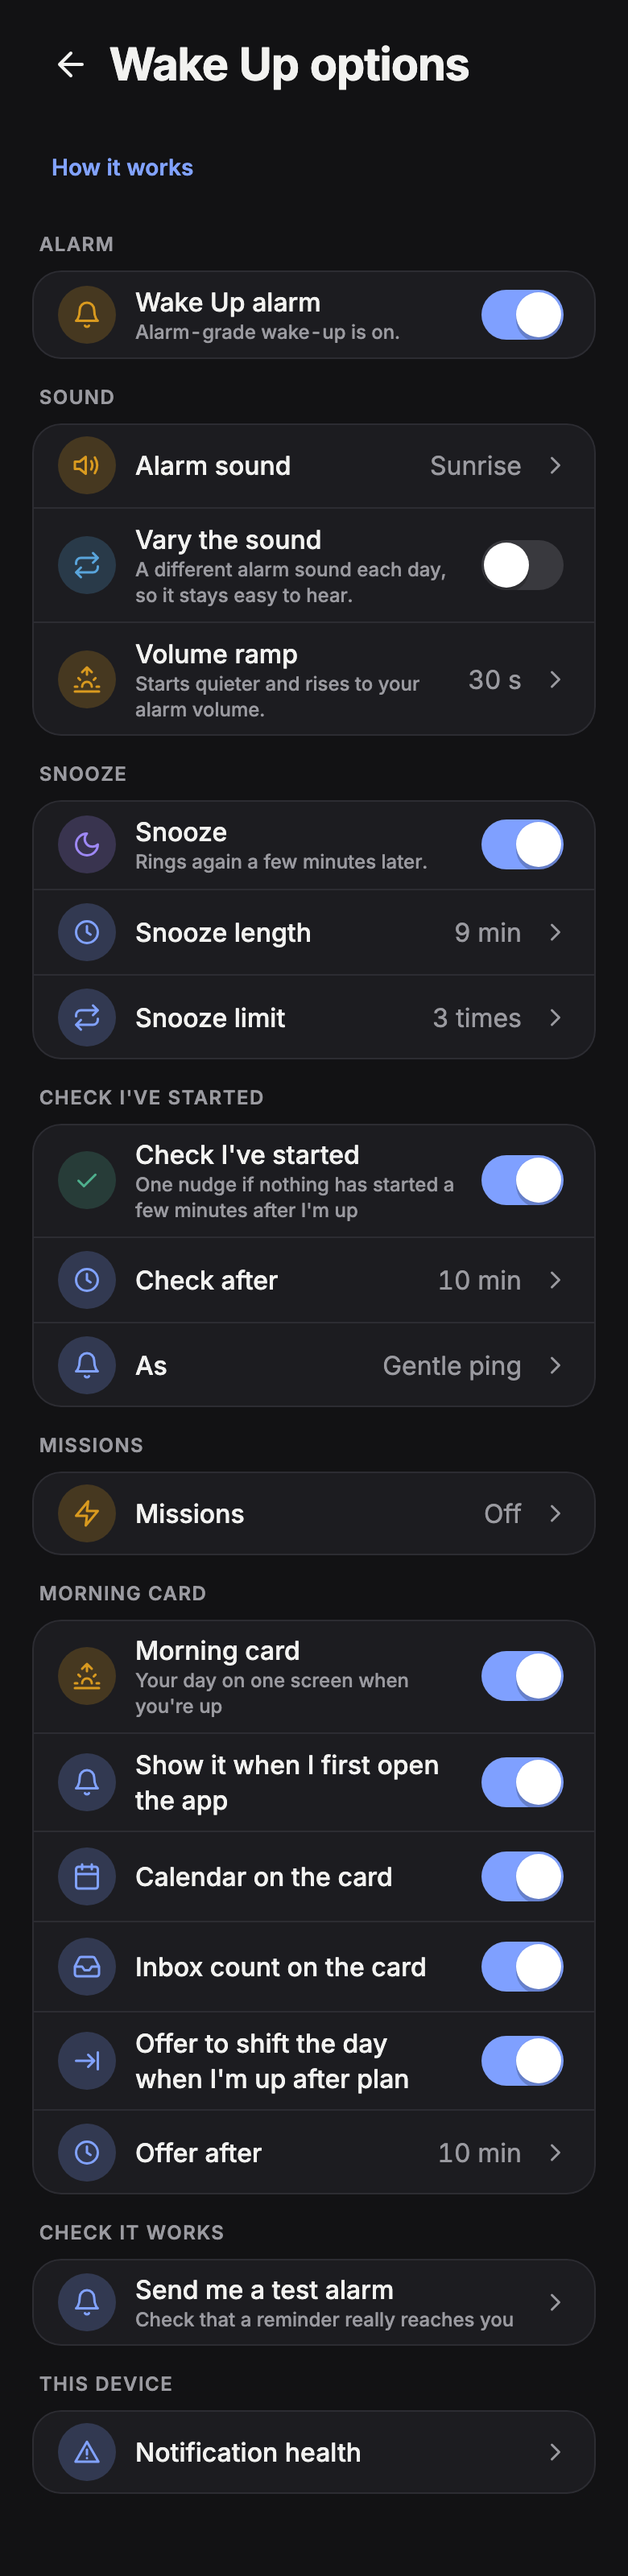 Wake Up options
How it works
ALARM
Wake Up alarm
Alarm-grade wake-up is on.
SOUND
Alarm sound
Sunrise
Vary the sound
A different alarm sound each day,
so it stays easy to hear.
Volume ramp
Starts quieter and rises to your
alarm volume.
30 s
SNOOZE
Snooze
Rings again a few minutes later.
Snooze length
9 min
Snooze limit
3 times
CHECK I'VE STARTED
Check I've started
One nudge if nothing has started a
few minutes after I'm up
Check after
10 min
As
Gentle ping
MISSIONS
Missions
Off
MORNING CARD
Morning card
Your day on one screen when
you're up
Show it when I first open
the app
Calendar on the card
Inbox count on the card
Offer to shift the day
when I'm up after plan
Offer after
10 min
CHECK IT WORKS
Send me a test alarm
Check that a reminder really reaches you
THIS DEVICE
Notification health